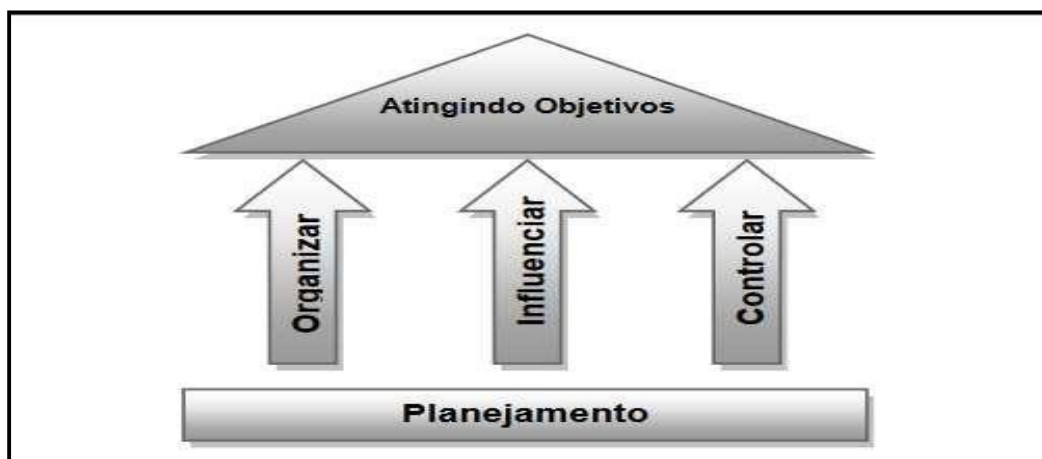 Atingindo Objetivos
Organizar
Influenciar
Controlar
Planejamento